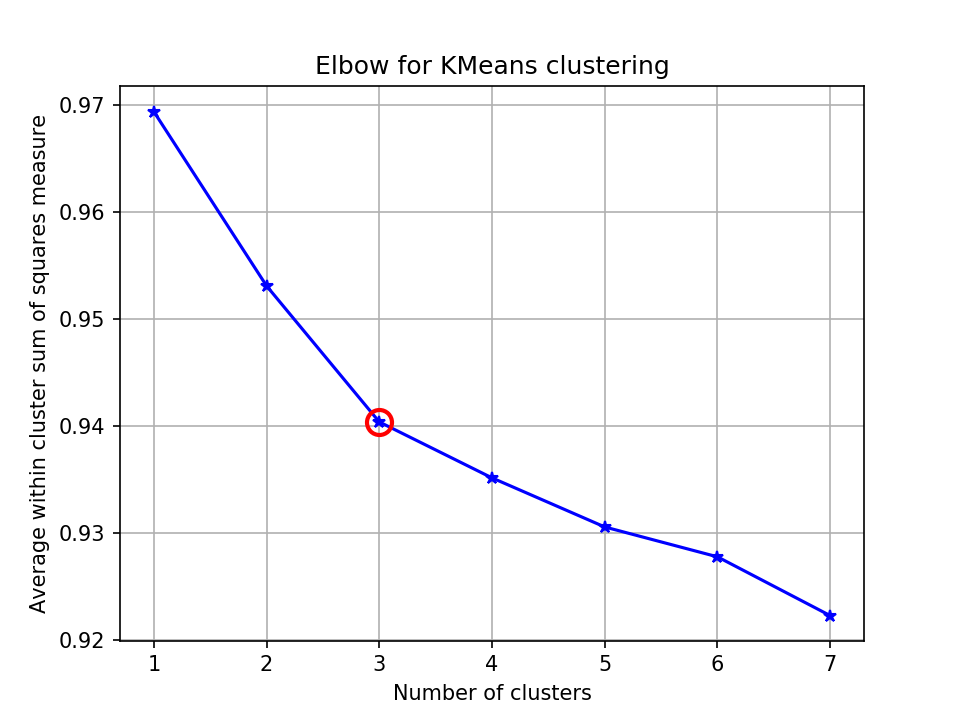 Elbow for KMeans clustering
Average within cluster sum of squares measure
0.97
0.96
0.95
0.94
0.93
0.92
1 2 3 4 5 6 7
Number of clusters